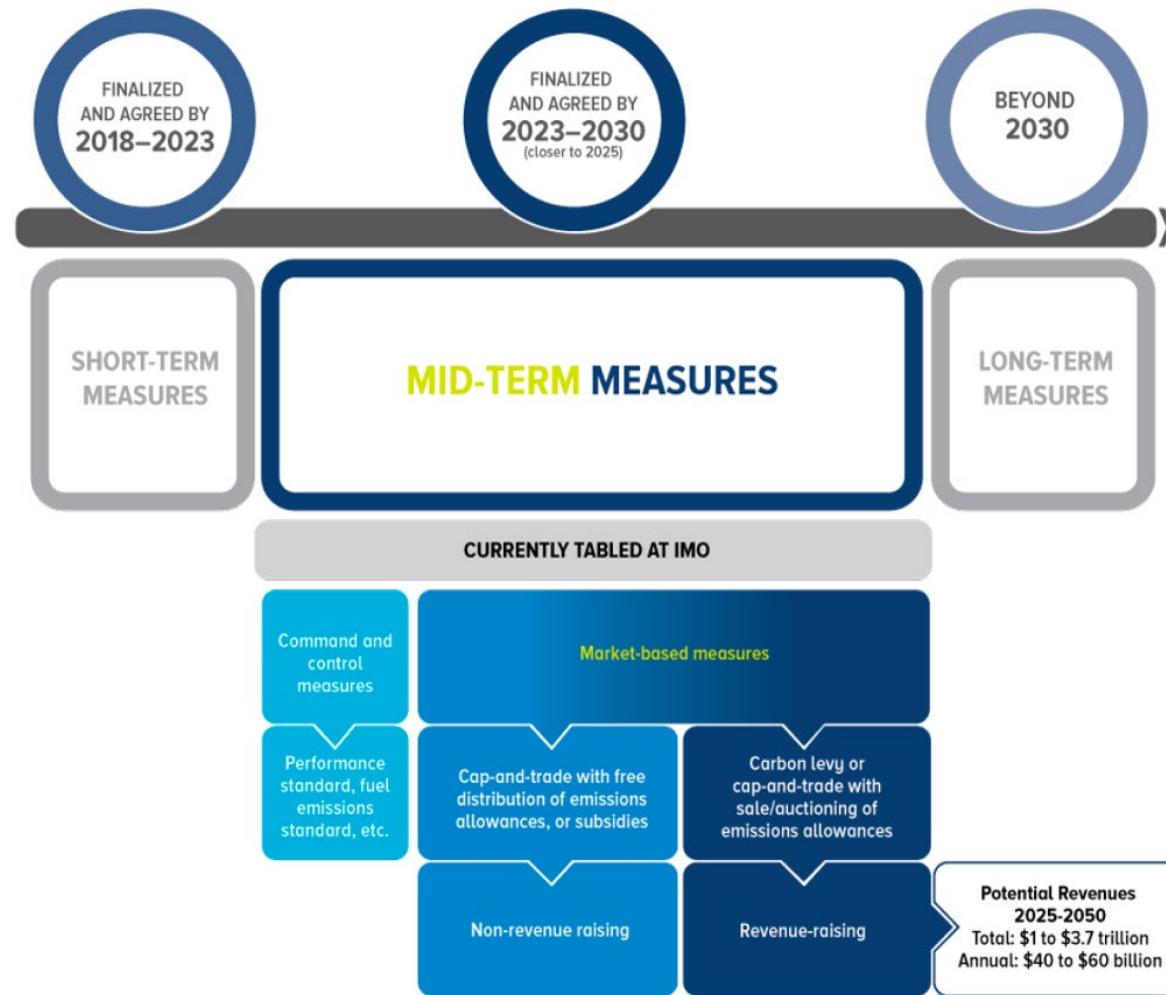 FINALIZED
AND AGREED BY
2018–2023
FINALIZED
AND AGREED BY
2023–2030
(closer to 2025)
BEYOND
2030
SHORT-TERM
MEASURES
MID-TERM MEASURES
LONG-TERM
MEASURES
CURRENTLY TABLED AT IMO
Command and
control
measures
Market-based measures
Performance
standard, fuel
emissions
standard, etc.
Cap-and-trade with free
distribution of emissions
allowances, or subsidies
Carbon levy or
cap-and-trade with
sale/auctioning of
emissions allowances
Non-revenue raising
Revenue-raising
Potential Revenues
2025-2050
Total: $1 to $3.7 trillion
Annual: $40 to $60 billion